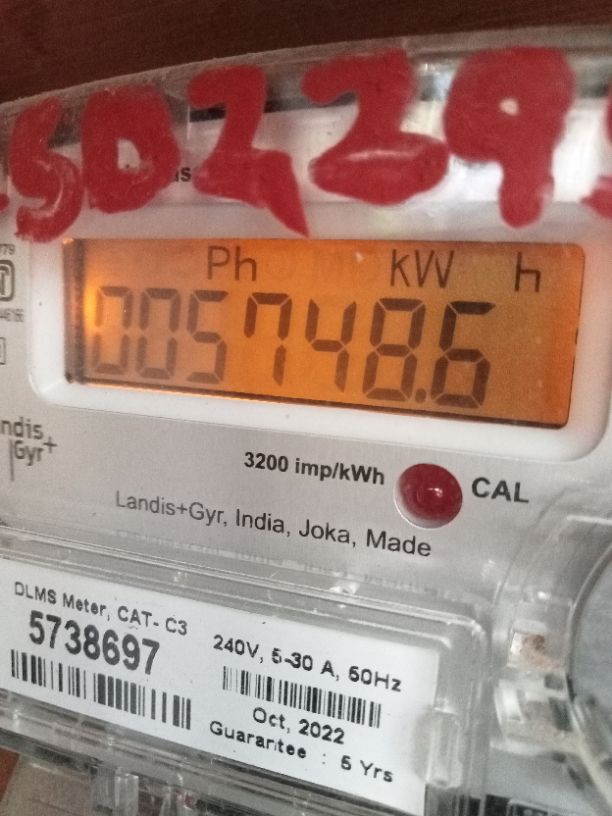 50229
Ph kW h
005748.6
Landis
Gyr+
3200 imp/kWh
CAL
Landis+Gyr, India, Joka, Made
DLMS Meter, CAT- C3
5738697
240V, 5-30 A, 50Hz
Oct, 2022
Guarantee : 5 Yrs